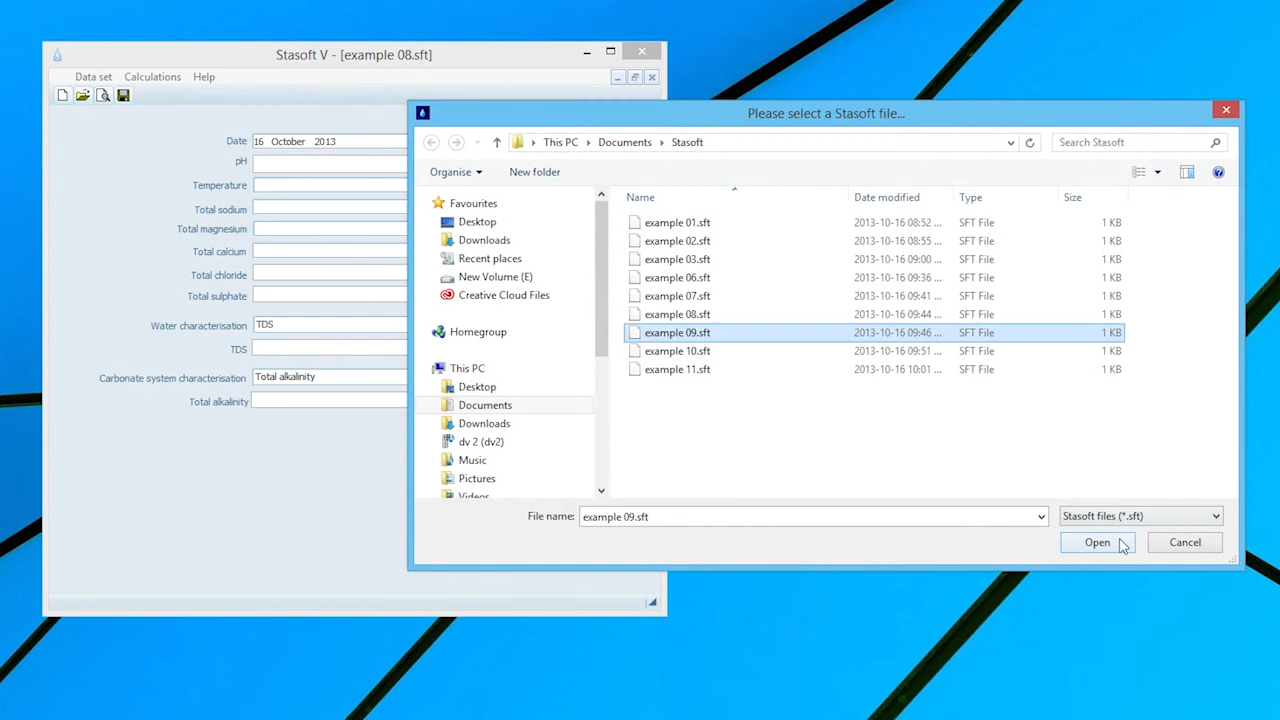 Stasoft V - [example 08.sft]
Data set Calculations Help
Date 16 October 2013
pH
Temperature
Total sodium
Total magnesium
Total calcium
Total chloride
Total sulphate
Water characterisation TDS
TDS
Carbonate system characterisation Total alkalinity
Total alkalinity
Please select a Stasoft file...
This PC Documents Stasoft
Search Stasoft
Organise New folder
Favourites
Desktop
Downloads
Recent places
New Volume (E)
Creative Cloud Files
Homegroup
This PC
Desktop
Documents
Downloads
dv 2 (dv2)
Music
Pictures
Videos
Name Date modified Type Size
example 01.sft 2013-10-16 08:52 ... SFT File 1 KB
example 02.sft 2013-10-16 08:55 ... SFT File 1 KB
example 03.sft 2013-10-16 09:00 ... SFT File 1 KB
example 06.sft 2013-10-16 09:36 ... SFT File 1 KB
example 07.sft 2013-10-16 09:41 ... SFT File 1 KB
example 08.sft 2013-10-16 09:44 ... SFT File 1 KB
example 09.sft 2013-10-16 09:46 ... SFT File 1 KB
example 10.sft 2013-10-16 09:51 ... SFT File 1 KB
example 11.sft 2013-10-16 10:01 ... SFT File 1 KB
File name: example 09.sft Stasoft files (*.sft)
Open Cancel